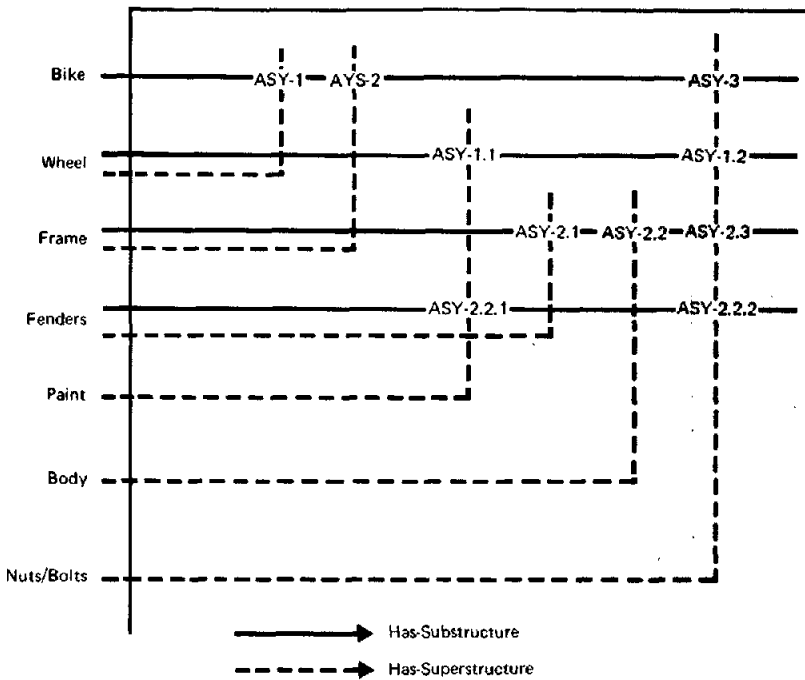 Bike ASY-1 AYS-2 ASY-3
Wheel ASY-1.1 ASY-1.2
Frame ASY-2.1 ASY-2.2 ASY-2.3
Fenders ASY-2.2.1 ASY-2.2.2
Paint
Body
Nuts/Bolts
Has-Substructure
Has-Superstructure